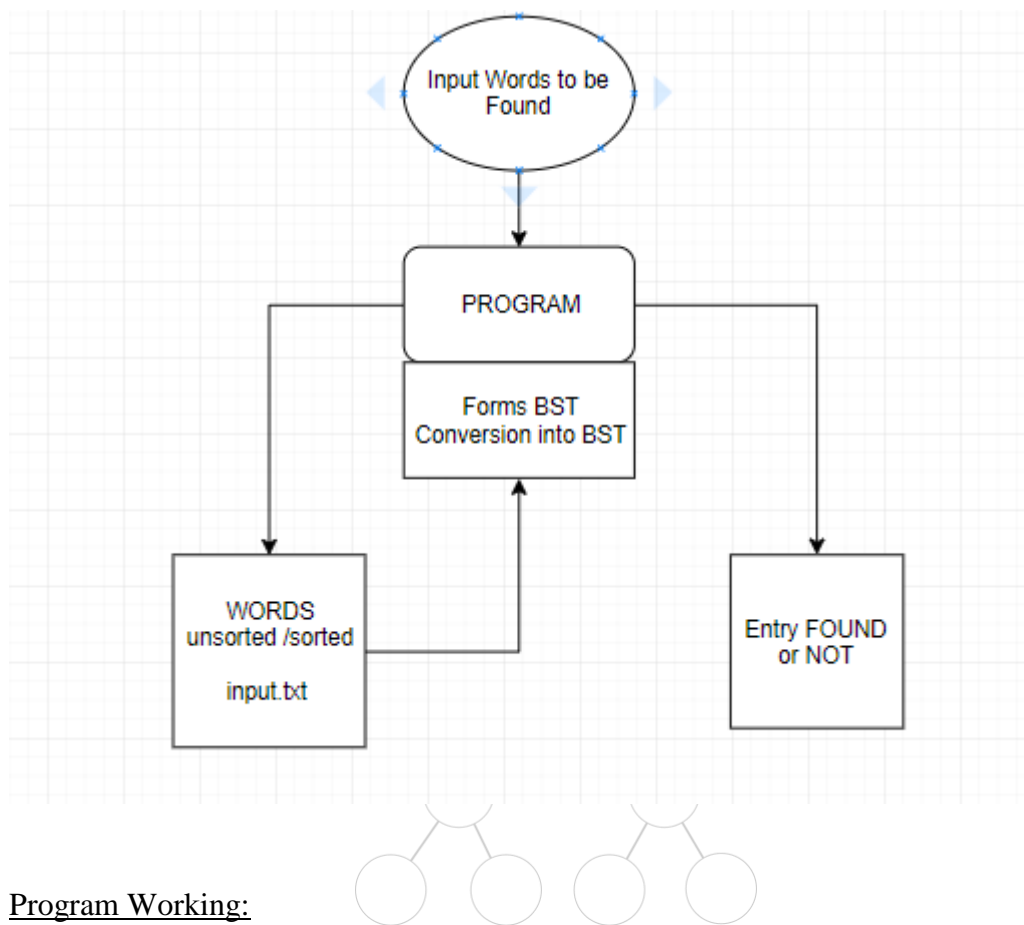 Input Words to be
Found
PROGRAM
Forms BST
Conversion into BST
WORDS
unsorted /sorted
input.txt
Entry FOUND
or NOT
Program Working: